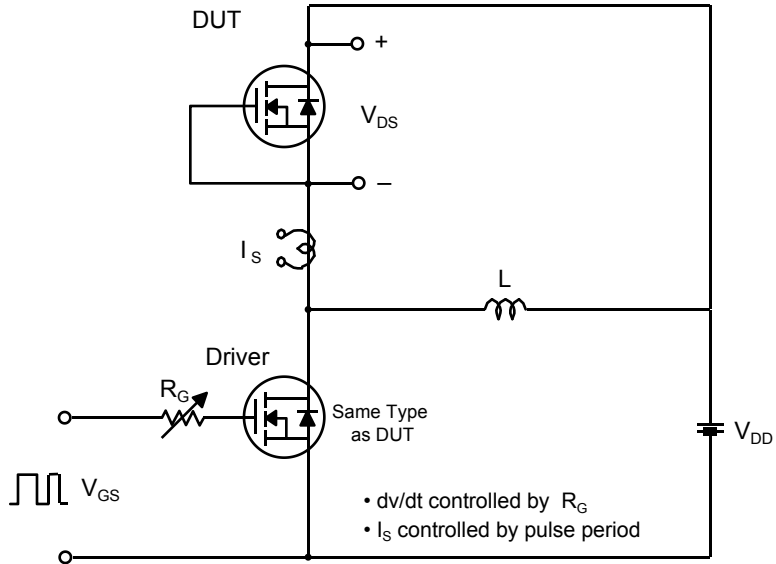 DUT
+
V_DS
–
I_S
L
Driver
R_G
Same Type
as DUT
V_DD
V_GS
• dv/dt controlled by R_G
• I_S controlled by pulse period